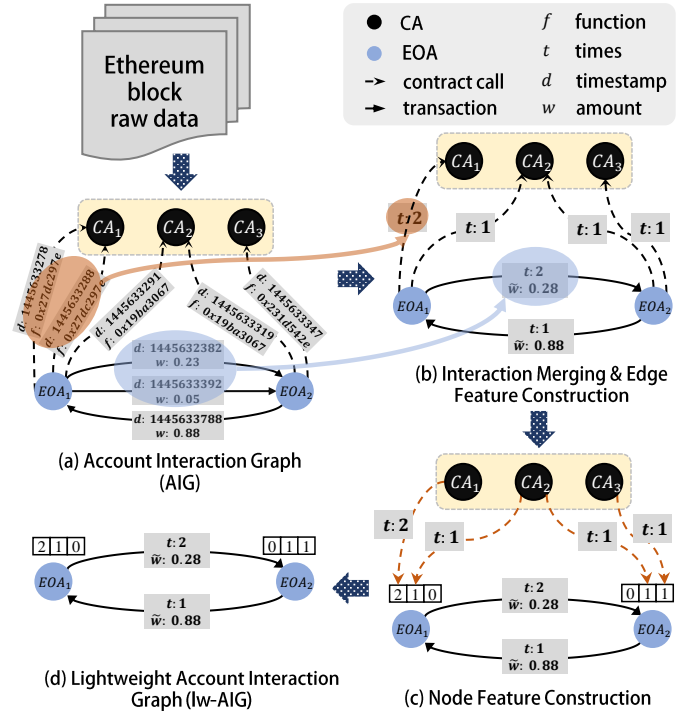 Ethereum
block
raw data
CA
EOA
contract call
transaction
f function
t times
d timestamp
w amount
CA1
CA2
CA3
d: 1445633278
f: 0x27dc297e
d: 1445633288
f: 0x27dc297e
d: 1445633291
f: 0x19ba3067
d: 1445633319
f: 0x19ba3067
d: 1445633347
f: 0x231d542e
d: 1445632382
w: 0.23
d: 1445633392
w: 0.05
d: 1445633788
w: 0.88
EOA1
EOA2
(a) Account Interaction Graph
(AIG)
CA1
CA2
CA3
t: 2
t: 1
t: 1
t: 1
t: 2
w̃: 0.28
EOA1
EOA2
t: 1
w̃: 0.88
(b) Interaction Merging & Edge
Feature Construction
CA1
CA2
CA3
t: 2
t: 1
t: 1
t: 1
2 1 0
0 1 1
t: 2
w̃: 0.28
EOA1
EOA2
t: 1
w̃: 0.88
(c) Node Feature Construction
2 1 0
0 1 1
t: 2
w̃: 0.28
EOA1
EOA2
t: 1
w̃: 0.88
(d) Lightweight Account Interaction
Graph (lw-AIG)